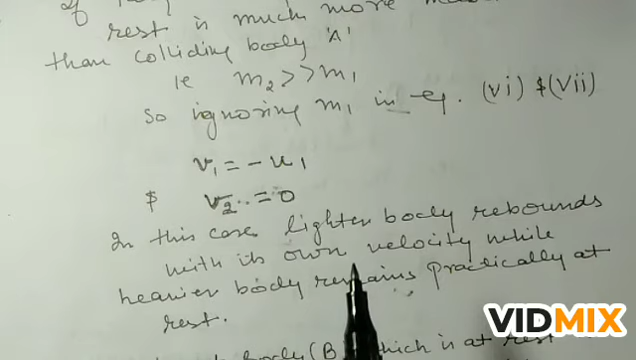 of
rest is much more
than colliding body 'A'
ie m₂ >> m₁
So ignoring m₁ in eq. (vi) $ (vii)
v₁ = - u₁
$ v₂ = 0
In this case lighter body rebounds
with its own velocity while
heavier body remains practically at
rest.
body (B which is at rest
VIDMIX